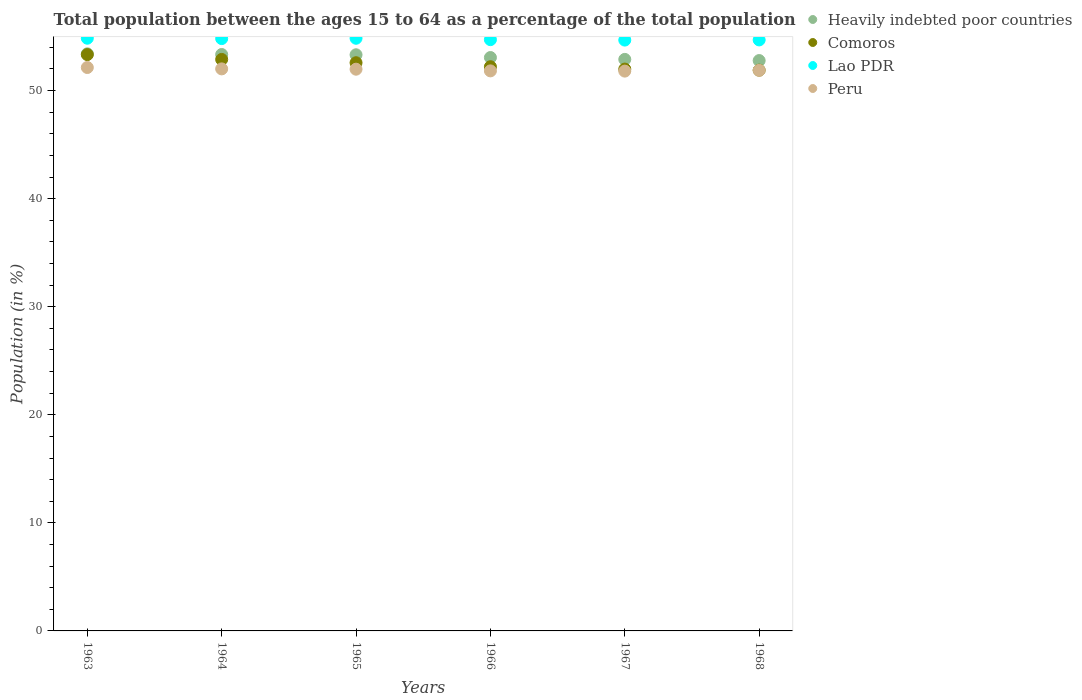 Total population between the ages 15 to 64 as a percentage of the total population
Heavily indebted poor countries
Comoros
Lao PDR
Peru
Population (in %)
50
40
30
20
10
0
1963
1964
1965
1966
1967
1968
Years